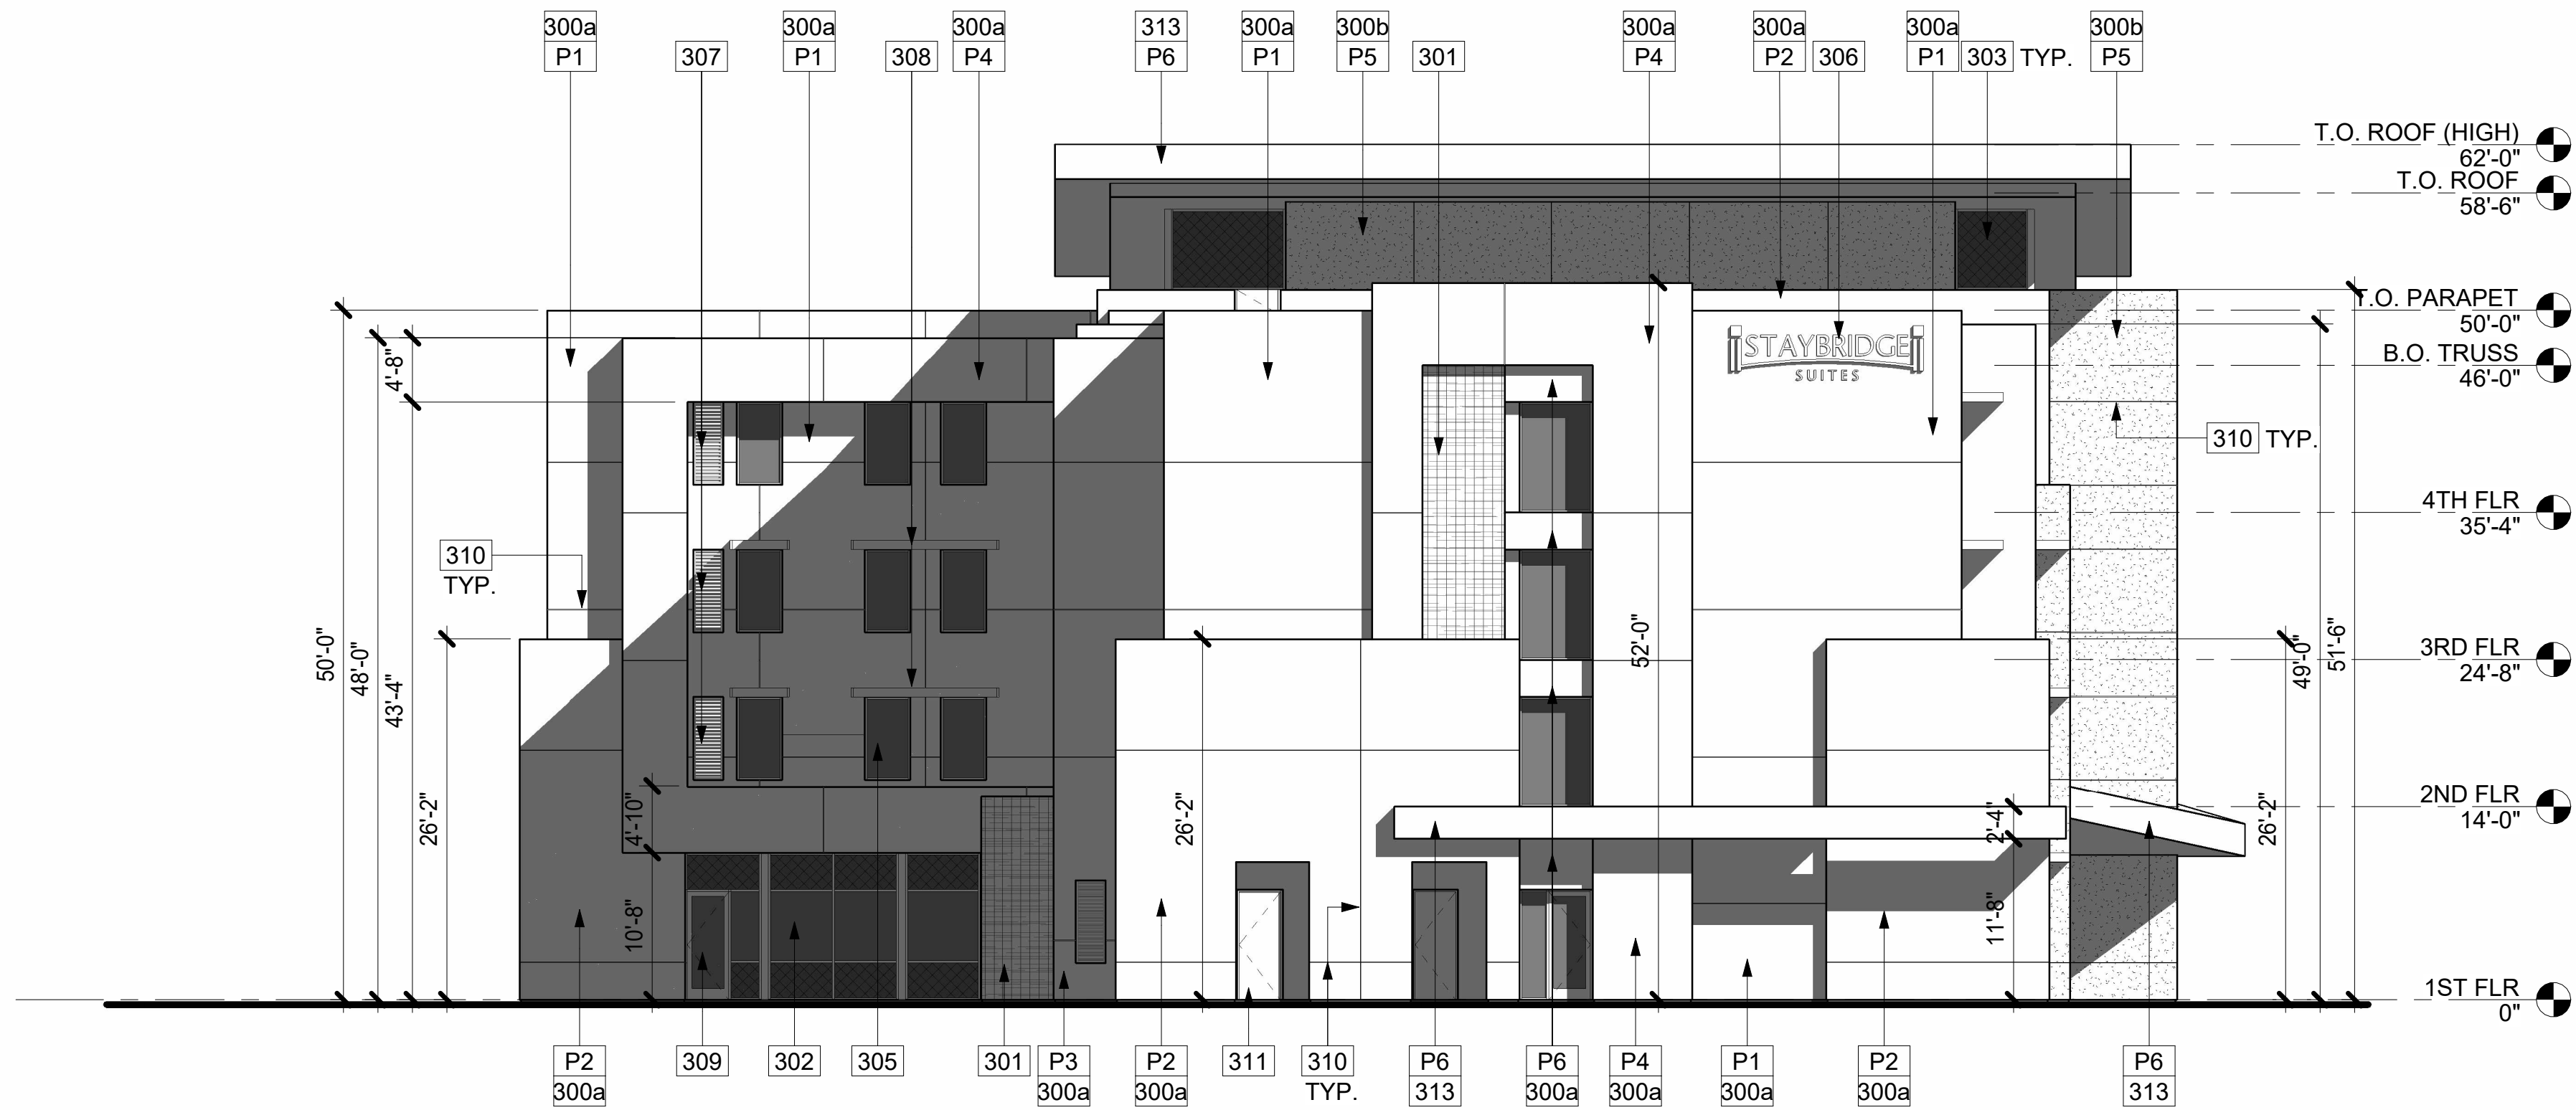 300a
P1
307
300a
P1
308
300a
P4
313
P6
300a
P1
300b
P5
301
300a
P4
300a
P2
306
300a
P1
303 TYP.
300b
P5
T.O. ROOF (HIGH)
62'-0"
T.O. ROOF
58'-6"
T.O. PARAPET
50'-0"
B.O. TRUSS
46'-0"
4TH FLR
35'-4"
3RD FLR
24'-8"
2ND FLR
14'-0"
1ST FLR
0"
STAYBRIDGE
SUITES
310 TYP.
310
TYP.
50'-0"
48'-0"
4'-8"
43'-4"
26'-2"
4'-10"
10'-8"
26'-2"
52'-0"
2'-4"
11'-8"
26'-2"
49'-0"
51'-6"
P2
300a
309
302
305
301
P3
300a
P2
300a
311
310
TYP.
P6
313
P6
300a
P4
300a
P1
300a
P2
300a
P6
313